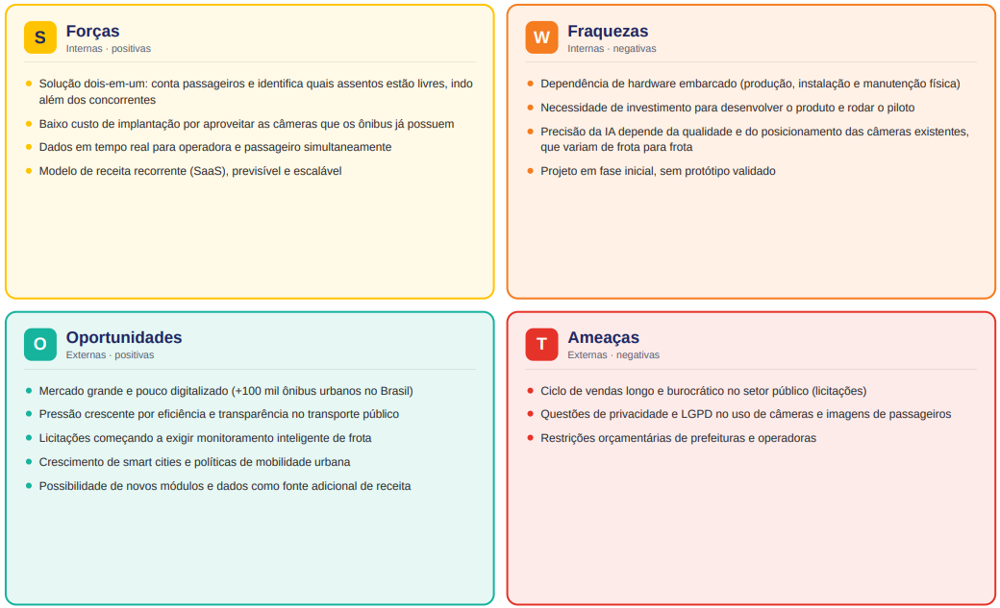 S
Forças
Internas · positivas
Solução dois-em-um: conta passageiros e identifica quais assentos estão livres, indo
além dos concorrentes
Baixo custo de implantação por aproveitar as câmeras que os ônibus já possuem
Dados em tempo real para operadora e passageiro simultaneamente
Modelo de receita recorrente (SaaS), previsível e escalável
W
Fraquezas
Internas · negativas
Dependência de hardware embarcado (produção, instalação e manutenção física)
Necessidade de investimento para desenvolver o produto e rodar o piloto
Precisão da IA depende da qualidade e do posicionamento das câmeras existentes,
que variam de frota para frota
Projeto em fase inicial, sem protótipo validado
O
Oportunidades
Externas · positivas
Mercado grande e pouco digitalizado (+100 mil ônibus urbanos no Brasil)
Pressão crescente por eficiência e transparência no transporte público
Licitações começando a exigir monitoramento inteligente de frota
Crescimento de smart cities e políticas de mobilidade urbana
Possibilidade de novos módulos e dados como fonte adicional de receita
T
Ameaças
Externas · negativas
Ciclo de vendas longo e burocrático no setor público (licitações)
Questões de privacidade e LGPD no uso de câmeras e imagens de passageiros
Restrições orçamentárias de prefeituras e operadoras